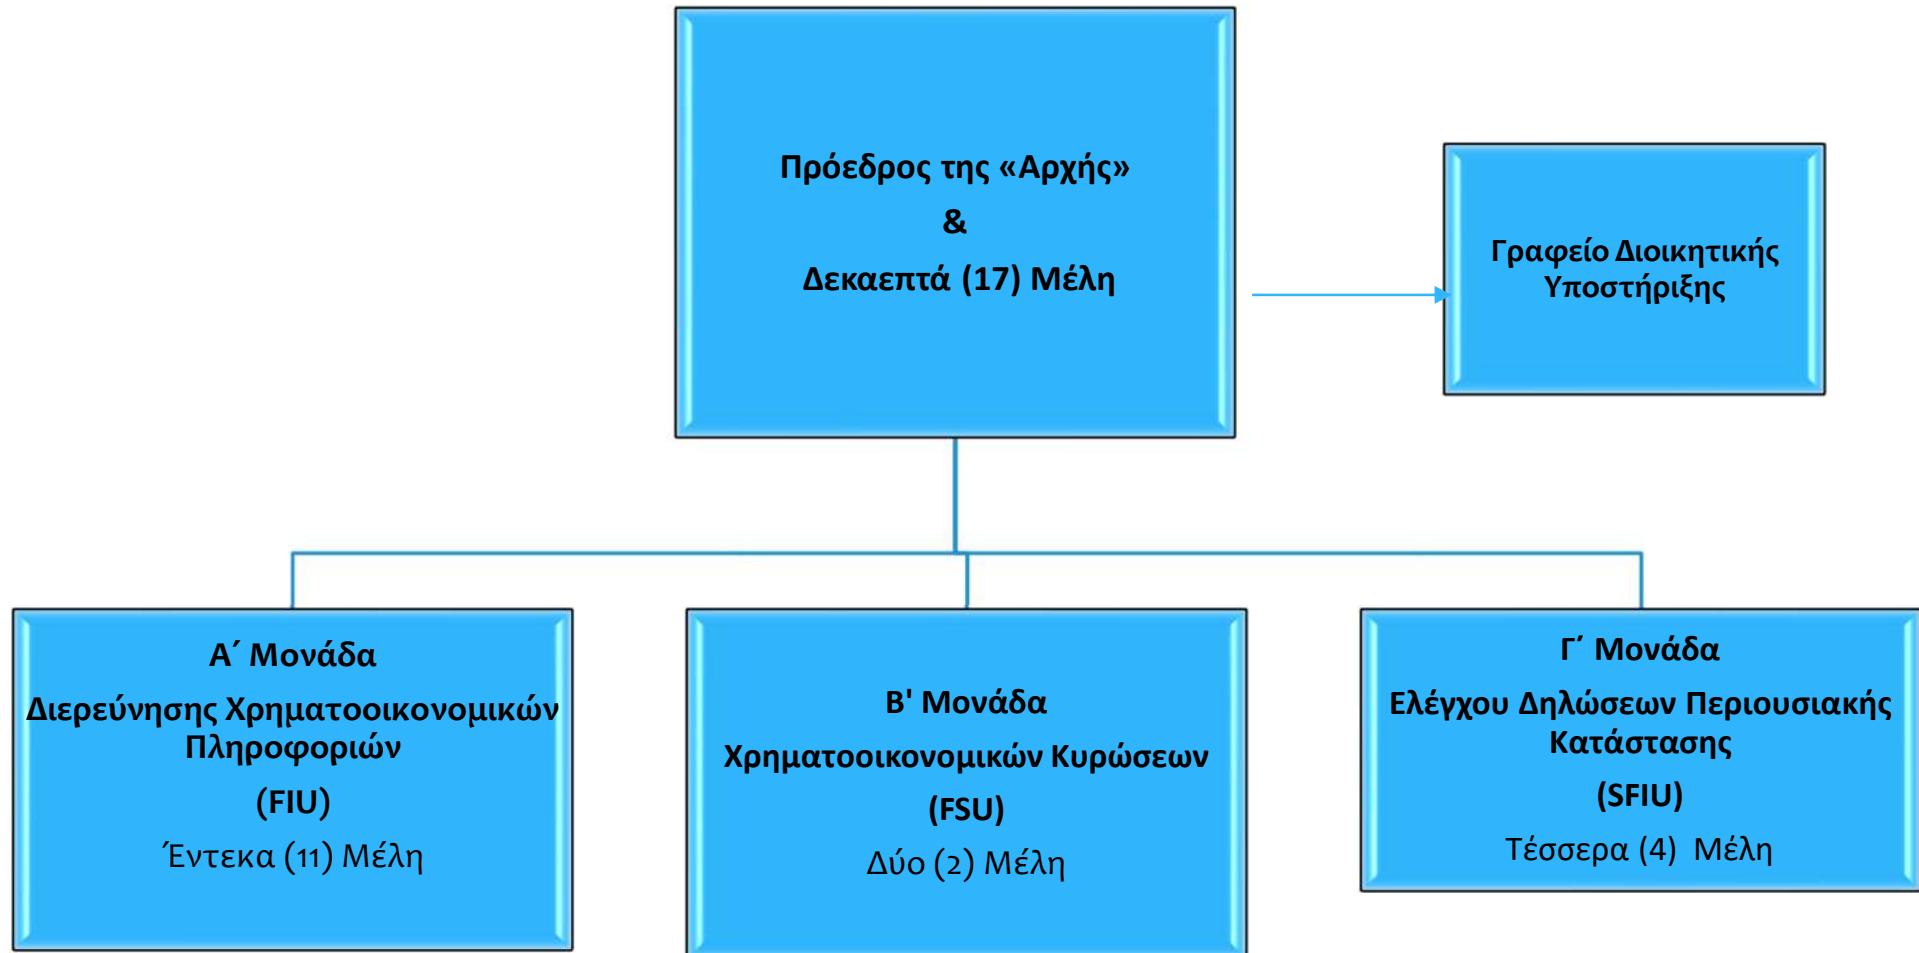 Πρόεδρος της «Αρχής»
&
Δεκαεπτά (17) Μέλη
Γραφείο Διοικητικής
Υποστήριξης
Α΄ Μονάδα
Διερεύνησης Χρηματοοικονομικών
Πληροφοριών
(FIU)
Έντεκα (11) Μέλη
Β' Μονάδα
Χρηματοοικονομικών Κυρώσεων
(FSU)
Δύο (2) Μέλη
Γ΄ Μονάδα
Ελέγχου Δηλώσεων Περιουσιακής
Κατάστασης
(SFIU)
Τέσσερα (4) Μέλη